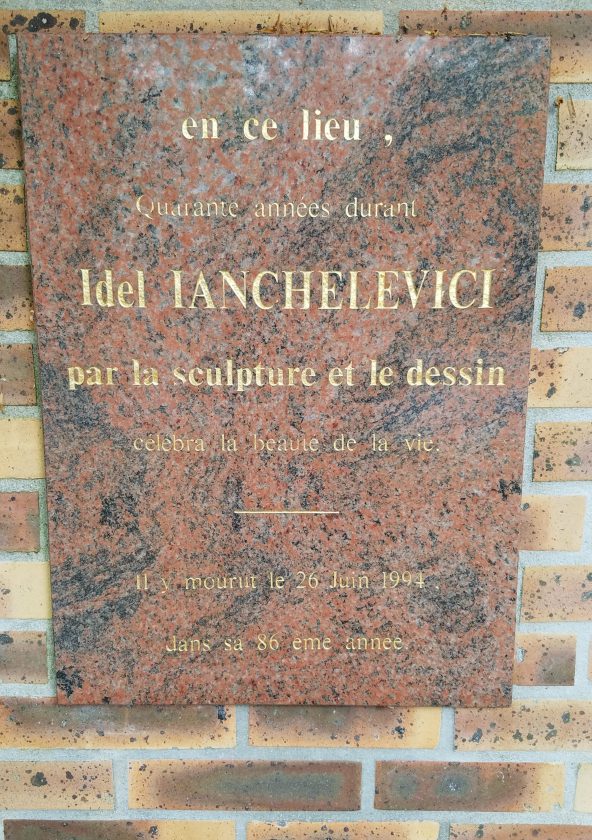 en ce lieu ,
Quarante années durant
Idel IANCHELEVICI
par la sculpture et le dessin
célébra la beauté de la vie.
Il y mourut le 26 Juin 1994 ,
dans sa 86 ème année.